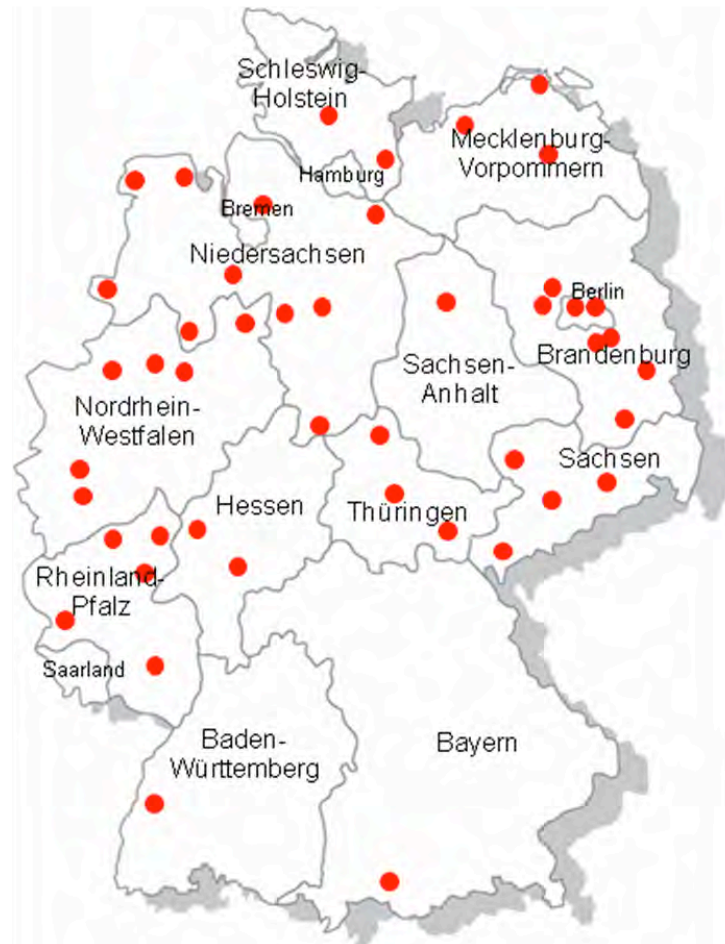 Schleswig-
Holstein
Mecklenburg-
Vorpommern
Hamburg
Bremen
Niedersachsen
Berlin
Brandenburg
Sachsen-
Anhalt
Nordrhein-
Westfalen
Sachsen
Hessen
Thüringen
Rheinland-
Pfalz
Saarland
Baden-
Württemberg
Bayern